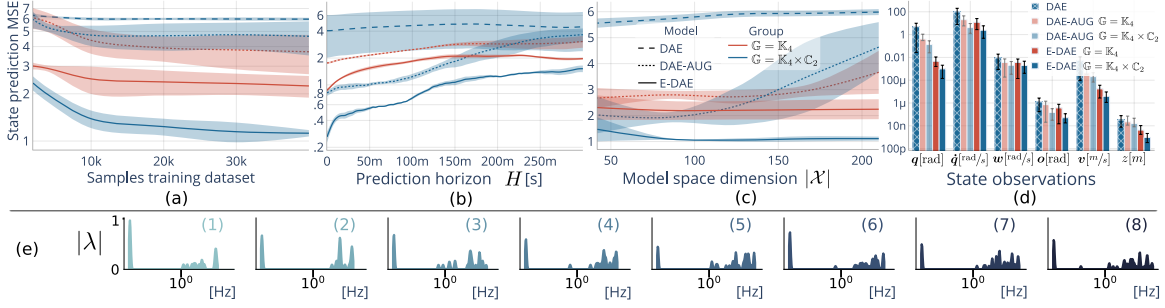 State prediction MSE
7
6
5
4
3
2
1
10k
20k
30k
Samples training dataset
(a)
6
4
2
1
.8
.6
.4
.2
0
50m
100m
150m
200m
250m
Prediction horizon H [s]
(b)
6
5
4
3
2
1
Model
DAE
DAE-AUG
E-DAE
Group
𝔾 = 𝕂₄
𝔾 = 𝕂₄ × ℂ₂
50
100
150
200
Model space dimension |𝒳|
(c)
100
1
0.01
100µ
1µ
10n
100p
DAE
DAE-AUG 𝔾 = 𝕂₄
DAE-AUG 𝔾 = 𝕂₄ × ℂ₂
E-DAE 𝔾 = 𝕂₄
E-DAE 𝔾 = 𝕂₄ × ℂ₂
q[rad] q̇[rad/s] w[rad/s] o[rad] v[m/s] z[m]
State observations
(d)
(e)
|λ|
1
0
(1) (2) (3) (4) (5) (6) (7) (8)
10⁰ 10⁰ 10⁰ 10⁰ 10⁰ 10⁰ 10⁰ 10⁰
[Hz] [Hz] [Hz] [Hz] [Hz] [Hz] [Hz] [Hz]